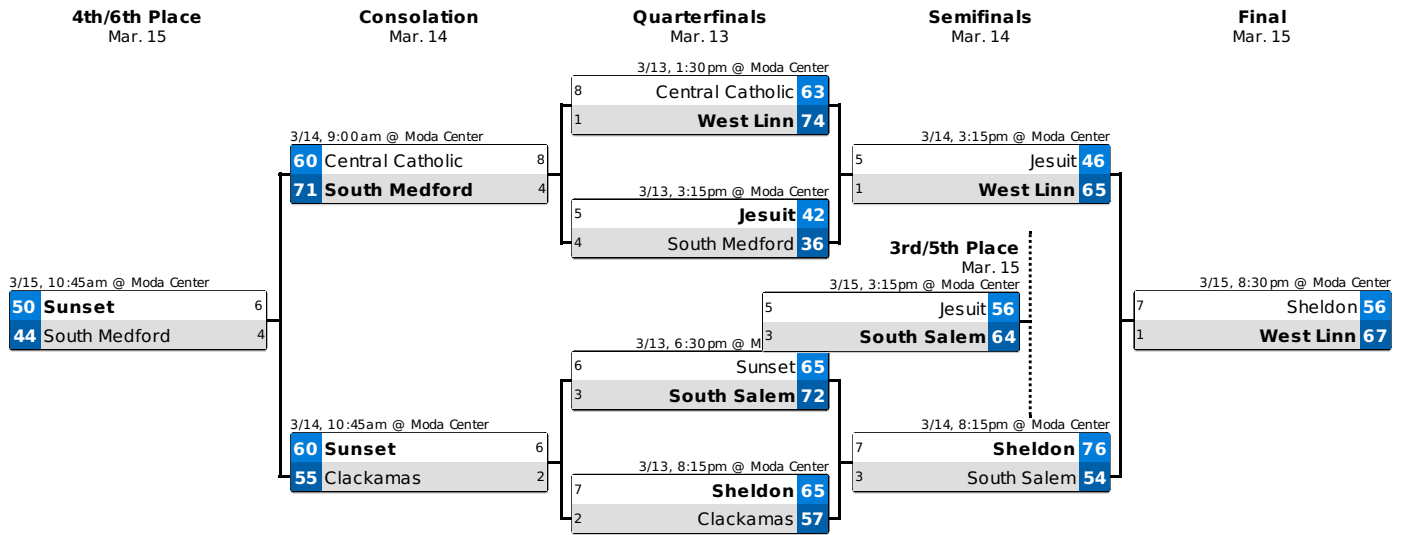 4th/6th Place
Mar. 15
Consolation
Mar. 14
Quarterfinals
Mar. 13
Semifinals
Mar. 14
Final
Mar. 15
3/13, 1:30pm @ Moda Center
8 Central Catholic 63
1 West Linn 74
3/14, 9:00am @ Moda Center
60 Central Catholic 8
71 South Medford 4
3/14, 3:15pm @ Moda Center
5 Jesuit 46
1 West Linn 65
3/13, 3:15pm @ Moda Center
5 Jesuit 42
4 South Medford 36
3rd/5th Place
Mar. 15
3/15, 3:15pm @ Moda Center
5 Jesuit 56
3 South Salem 64
3/15, 10:45am @ Moda Center
50 Sunset 6
44 South Medford 4
3/15, 8:30pm @ Moda Center
7 Sheldon 56
1 West Linn 67
3/13, 6:30pm @ M
6 Sunset 65
3 South Salem 72
3/14, 10:45am @ Moda Center
60 Sunset 6
55 Clackamas 2
3/14, 8:15pm @ Moda Center
7 Sheldon 76
3 South Salem 54
3/13, 8:15pm @ Moda Center
7 Sheldon 65
2 Clackamas 57